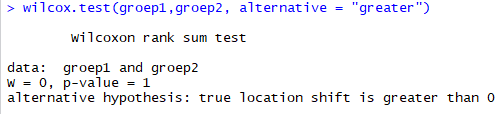 > wilcox.test(groep1,groep2, alternative = "greater")
Wilcoxon rank sum test
data:  groep1 and groep2
W = 0, p-value = 1
alternative hypothesis: true location shift is greater than 0